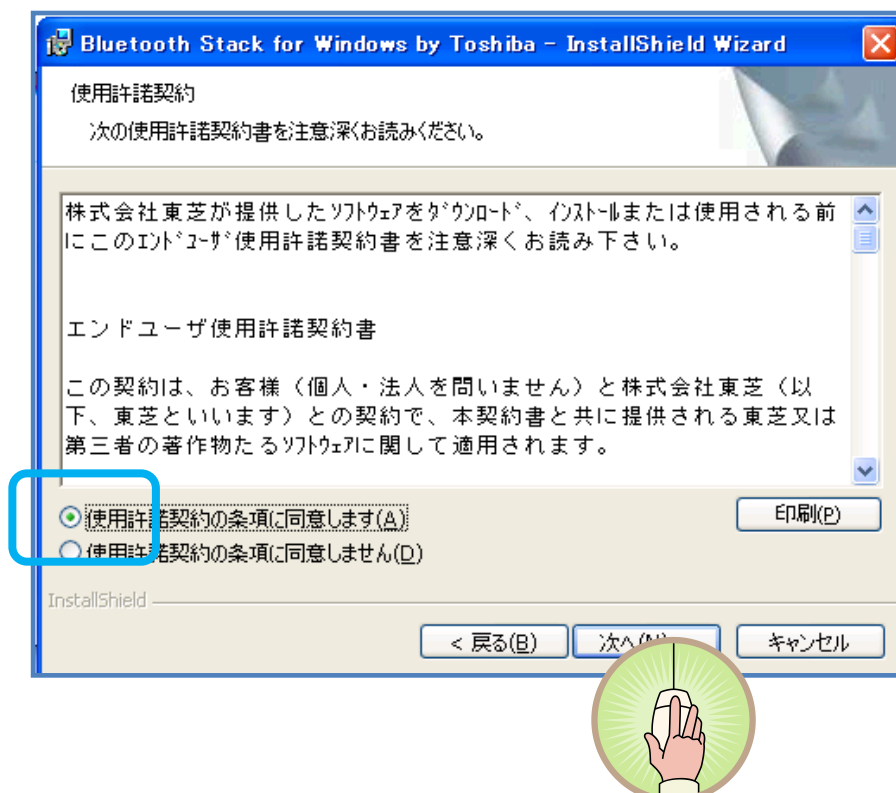 Bluetooth Stack for Windows by Toshiba - InstallShield Wizard
使用許諾契約
次の使用許諾契約書を注意深くお読みください。
株式会社東芝が提供したｿﾌﾄｳｪｱをﾀﾞｳﾝﾛｰﾄﾞ、ｲﾝｽﾄｰﾙまたは使用される前
にこのｴﾝﾄﾞﾕｰｻﾞ使用許諾契約書を注意深くお読み下さい。
エンドユーザ使用許諾契約書
この契約は、お客様（個人・法人を問いません）と株式会社東芝（以
下、東芝といいます）との契約で、本契約書と共に提供される東芝又は
第三者の著作物たるｿﾌﾄｳｪｱに関して適用されます。
使用許諾契約の条項に同意します(A)
印刷(P)
使用許諾契約の条項に同意しません(D)
InstallShield
< 戻る(B) 次へ(N) キャンセル